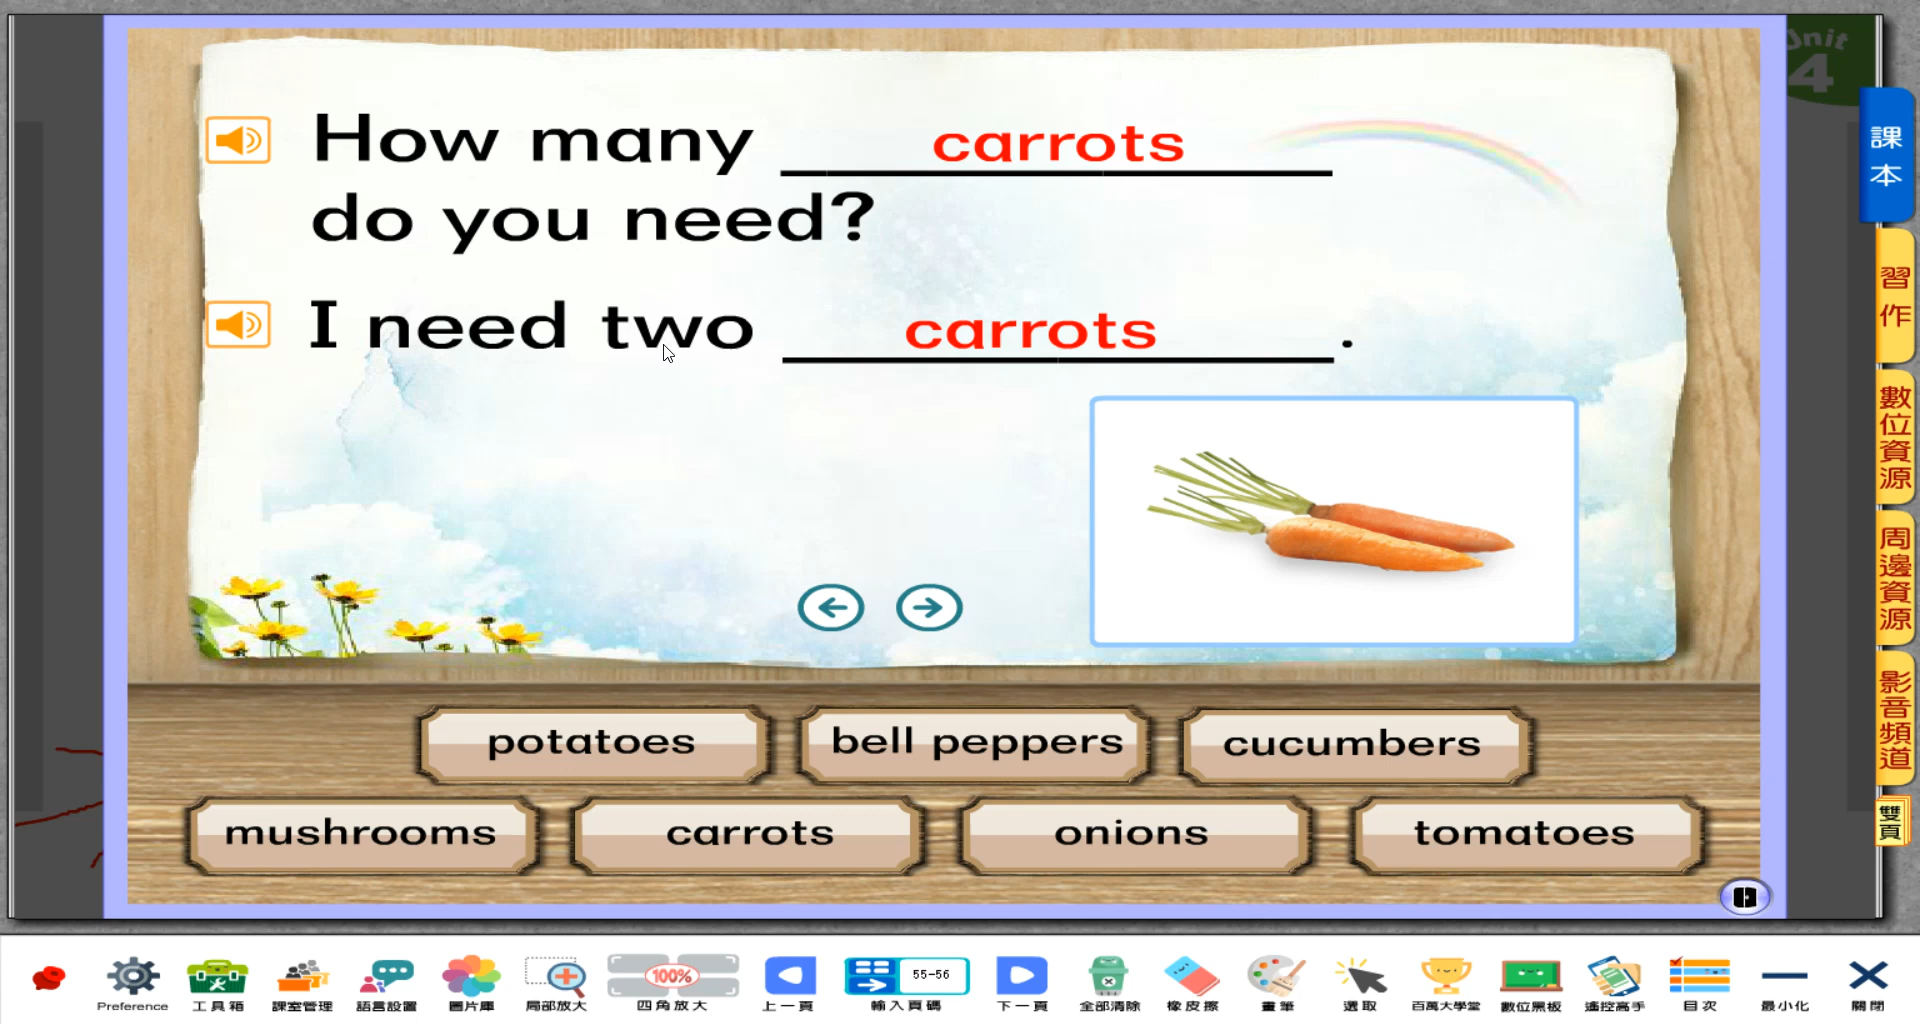 Unit
4
How many carrots
do you need?
I need two carrots.
potatoes
bell peppers
cucumbers
mushrooms
carrots
onions
tomatoes
課本
習作
數位資源
周邊資源
影音頻道
雙頁
Preference
工具箱
課室管理
語言設置
圖片庫
局部放大
100%
四角放大
上一頁
55-56
輸入頁碼
下一頁
全部清除
橡皮擦
畫筆
選取
百萬大學堂
數位黑板
遙控高手
目次
最小化
關閉